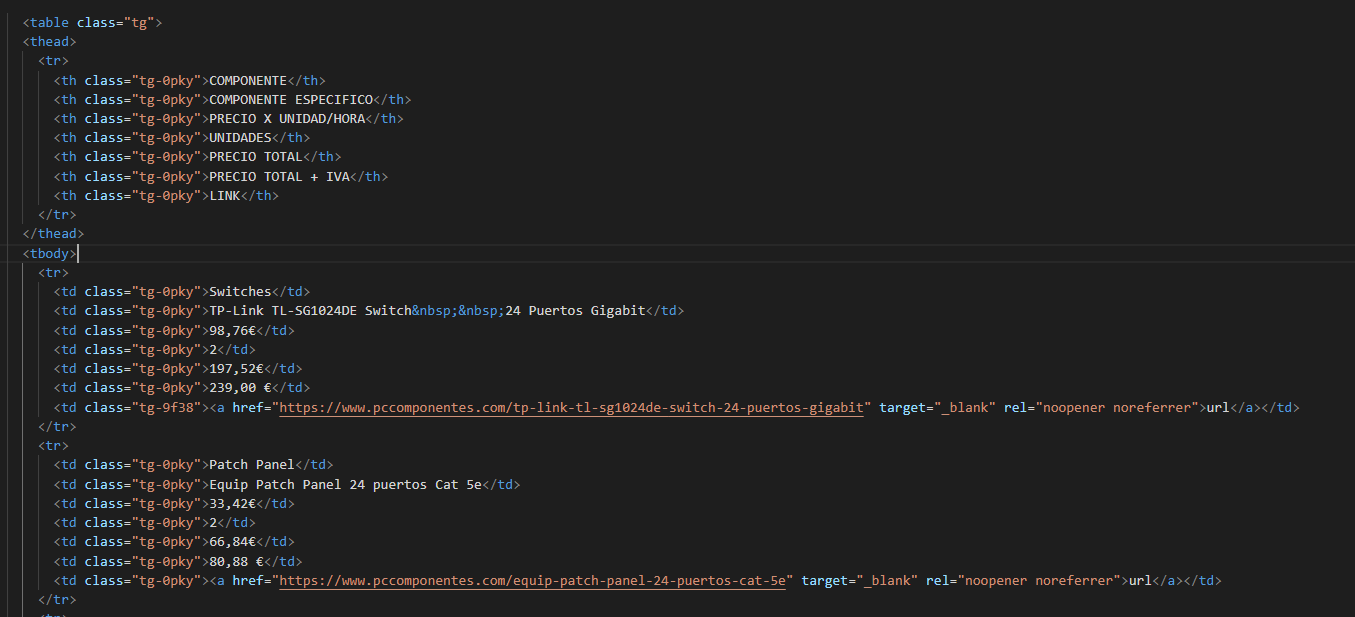 <table class="tg">
<thead>
<tr>
<th class="tg-0pky">COMPONENTE</th>
<th class="tg-0pky">COMPONENTE ESPECIFICO</th>
<th class="tg-0pky">PRECIO X UNIDAD/HORA</th>
<th class="tg-0pky">UNIDADES</th>
<th class="tg-0pky">PRECIO TOTAL</th>
<th class="tg-0pky">PRECIO TOTAL + IVA</th>
<th class="tg-0pky">LINK</th>
</tr>
</thead>
<tbody>
<tr>
<td class="tg-0pky">Switches</td>
<td class="tg-0pky">TP-Link TL-SG1024DE Switch&nbsp;&nbsp;24 Puertos Gigabit</td>
<td class="tg-0pky">98,76€</td>
<td class="tg-0pky">2</td>
<td class="tg-0pky">197,52€</td>
<td class="tg-0pky">239,00 €</td>
<td class="tg-9f38"><a href="https://www.pccomponentes.com/tp-link-tl-sg1024de-switch-24-puertos-gigabit" target="_blank" rel="noopener noreferrer">url</a></td>
</tr>
<tr>
<td class="tg-0pky">Patch Panel</td>
<td class="tg-0pky">Equip Patch Panel 24 puertos Cat 5e</td>
<td class="tg-0pky">33,42€</td>
<td class="tg-0pky">2</td>
<td class="tg-0pky">66,84€</td>
<td class="tg-0pky">80,88 €</td>
<td class="tg-0pky"><a href="https://www.pccomponentes.com/equip-patch-panel-24-puertos-cat-5e" target="_blank" rel="noopener noreferrer">url</a></td>
</tr>
<tr>